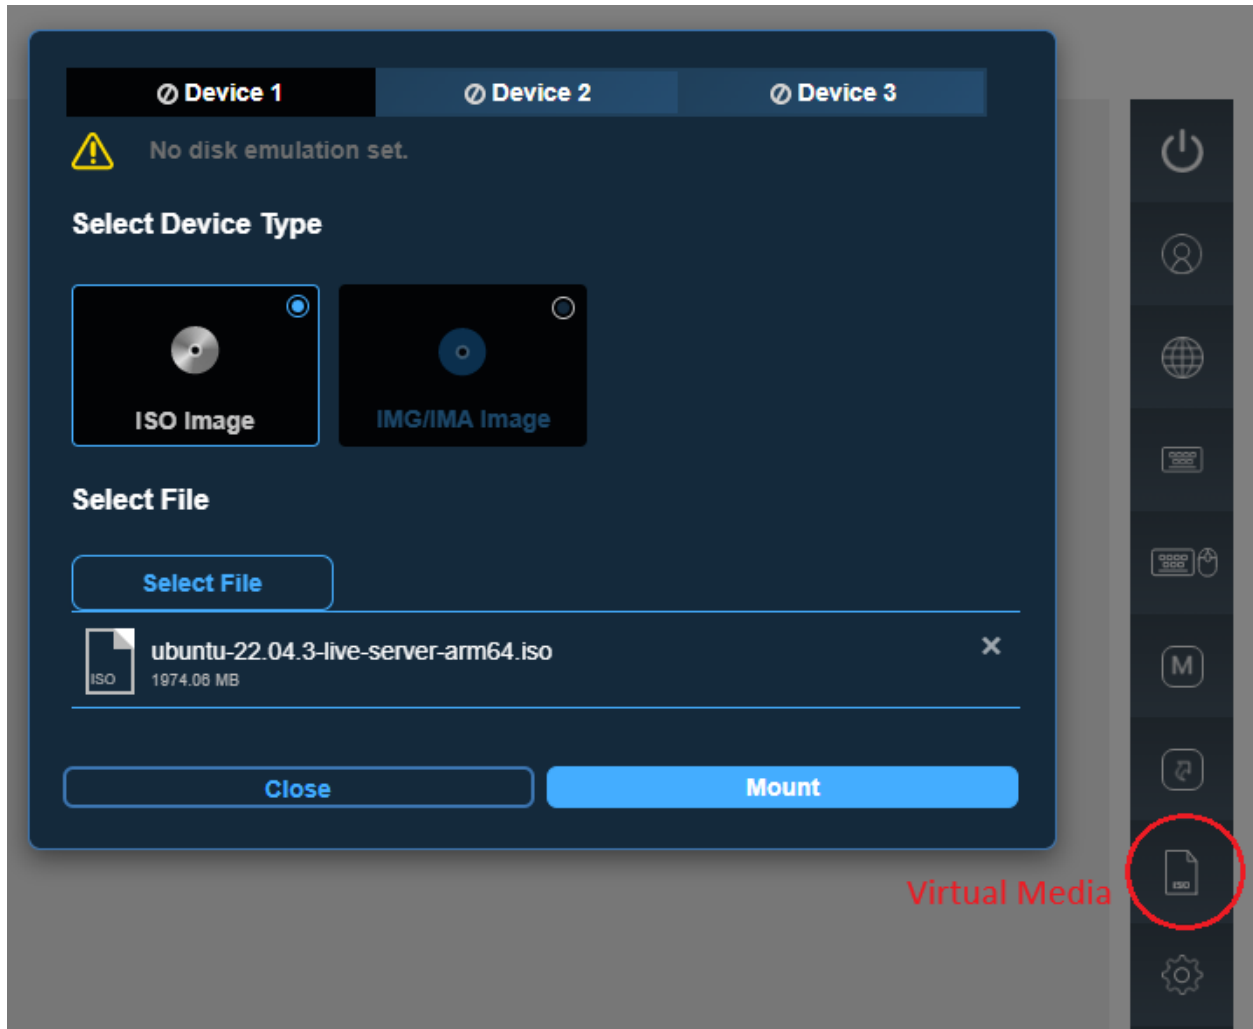 Device 1
Device 2
Device 3
No disk emulation set.
Select Device Type
ISO Image
IMG/IMA Image
Select File
Select File
ubuntu-22.04.3-live-server-arm64.iso
ISO
1974.06 MB
Close
Mount
M
ISO
Virtual Media